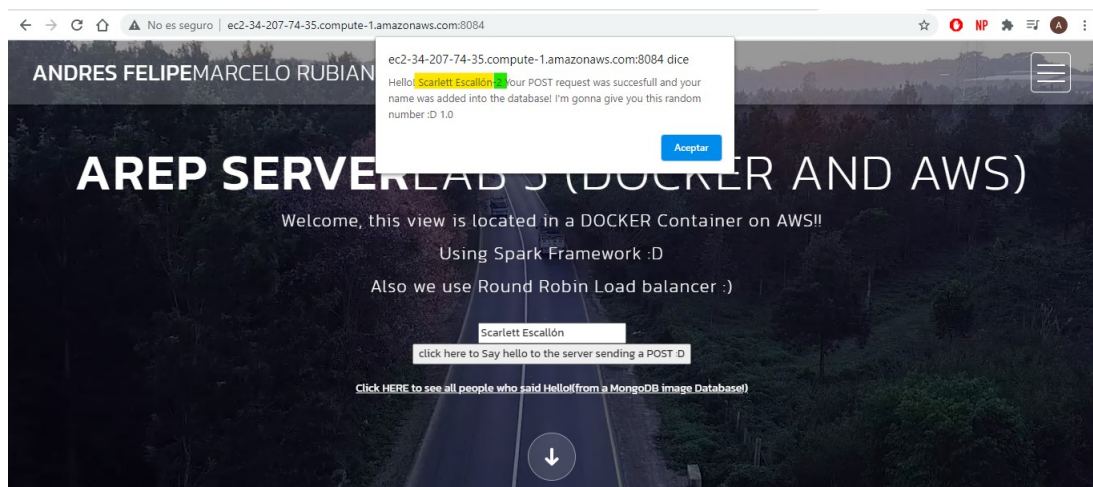 No es seguro | ec2-34-207-74-35.compute-1.amazonaws.com:8084
NP
A
ANDRES FELIPEMARCELO RUBIAN
ec2-34-207-74-35.compute-1.amazonaws.com:8084 dice
Hello! Scarlett Escallón-2 Your POST request was succesfull and your
name was added into the database! I'm gonna give you this random
number :D 1.0
Aceptar
AREP SERVERLAB 5 (DOCKER AND AWS)
Welcome, this view is located in a DOCKER Container on AWS!!
Using Spark Framework :D
Also we use Round Robin Load balancer :)
Scarlett Escallón
click here to Say hello to the server sending a POST :D
Click HERE to see all people who said Hello!(from a MongoDB image Database!)